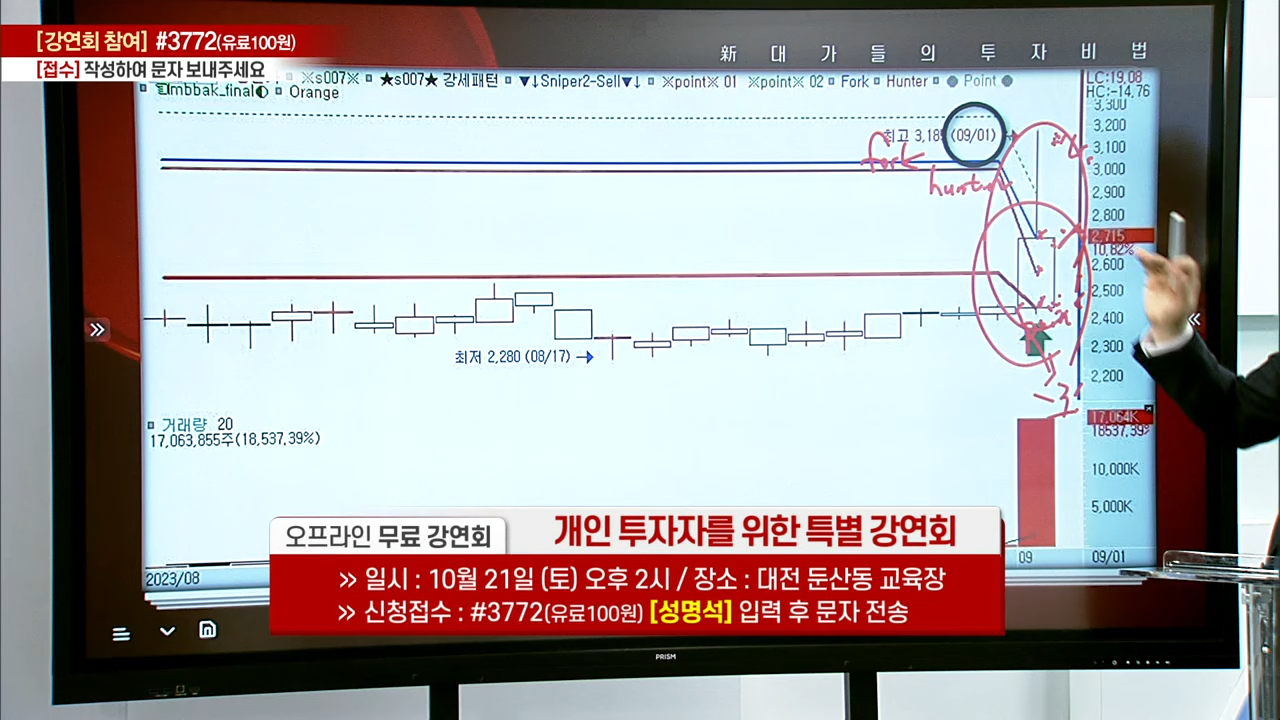 [강연회 참여] #3772(유료100원)
[접수] 작성하여 문자 보내주세요
新 대가들의 투자비법
※s007※ ★s007★ 강세패턴 ▼↓Sniper2-Sell▼↓ ※point※ 01 ※point※ 02 Fork Hunter ● Point ●
mbbak_final Orange
LC:19,08
HC:-14,76
3,300
최고 3,185 (09/01)
3,200
3,100
fork
3,000
2,900
2,800
2,715
10,82%
2,600
2,500
2,400
2,300
최저 2,280 (08/17) →
2,200
거래량 20
17,063,855주(18,537,39%)
17,064K
18537,39%
10,000K
5,000K
2023/08
09
09/01
오프라인 무료 강연회
개인 투자자를 위한 특별 강연회
» 일시 : 10월 21일 (토) 오후 2시 / 장소 : 대전 둔산동 교육장
» 신청접수 : #3772(유료100원) [성명석] 입력 후 문자 전송
PRISM